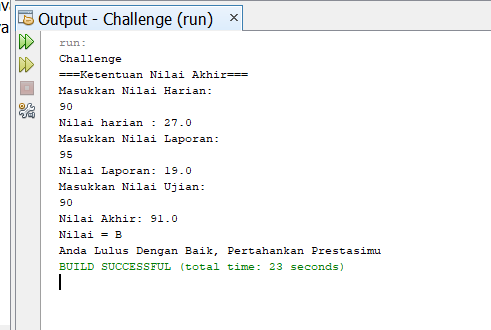 Output - Challenge (run) ×
run:
Challenge
===Ketentuan Nilai Akhir===
Masukkan Nilai Harian:
90
Nilai harian : 27.0
Masukkan Nilai Laporan:
95
Nilai Laporan: 19.0
Masukkan Nilai Ujian:
90
Nilai Akhir: 91.0
Nilai = B
Anda Lulus Dengan Baik, Pertahankan Prestasimu
BUILD SUCCESSFUL (total time: 23 seconds)